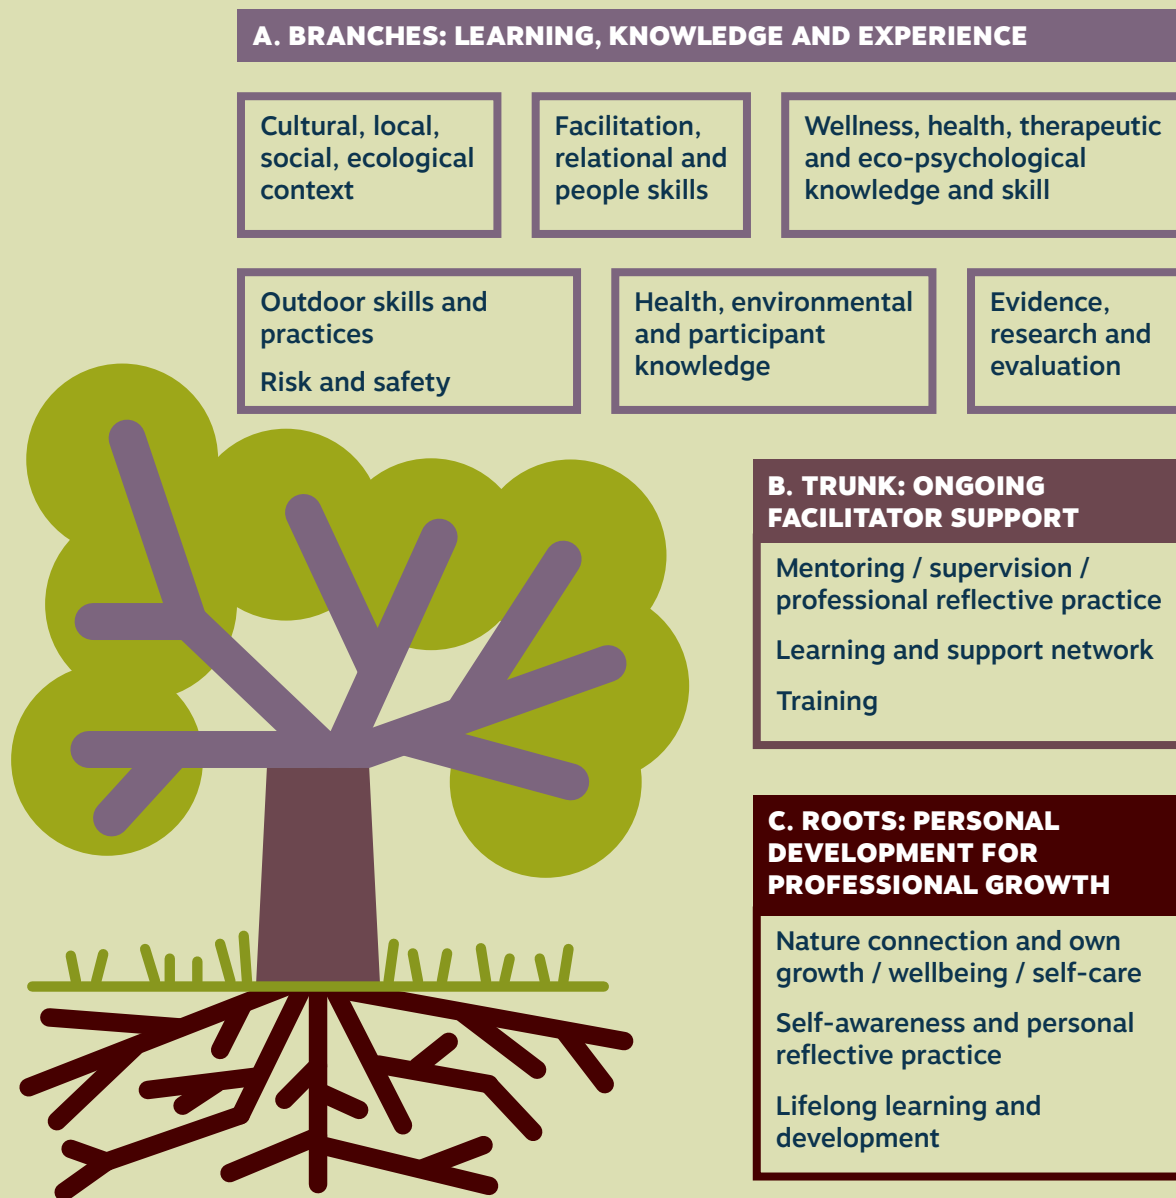 A. BRANCHES: LEARNING, KNOWLEDGE AND EXPERIENCE
Cultural, local,
social, ecological
context
Facilitation,
relational and
people skills
Wellness, health, therapeutic
and eco-psychological
knowledge and skill
Outdoor skills and
practices
Risk and safety
Health, environmental
and participant
knowledge
Evidence,
research and
evaluation
B. TRUNK: ONGOING
FACILITATOR SUPPORT
Mentoring / supervision /
professional reflective practice
Learning and support network
Training
C. ROOTS: PERSONAL
DEVELOPMENT FOR
PROFESSIONAL GROWTH
Nature connection and own
growth / wellbeing / self-care
Self-awareness and personal
reflective practice
Lifelong learning and
development